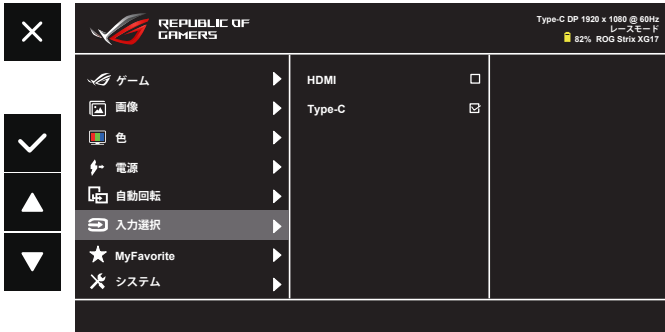 REPUBLIC OF
GAMERS
Type-C DP 1920 x 1080 @ 60Hz
レースモード
82% ROG Strix XG17
ゲーム
HDMI
画像
Type-C
色
電源
自動回転
入力選択
MyFavorite
システム